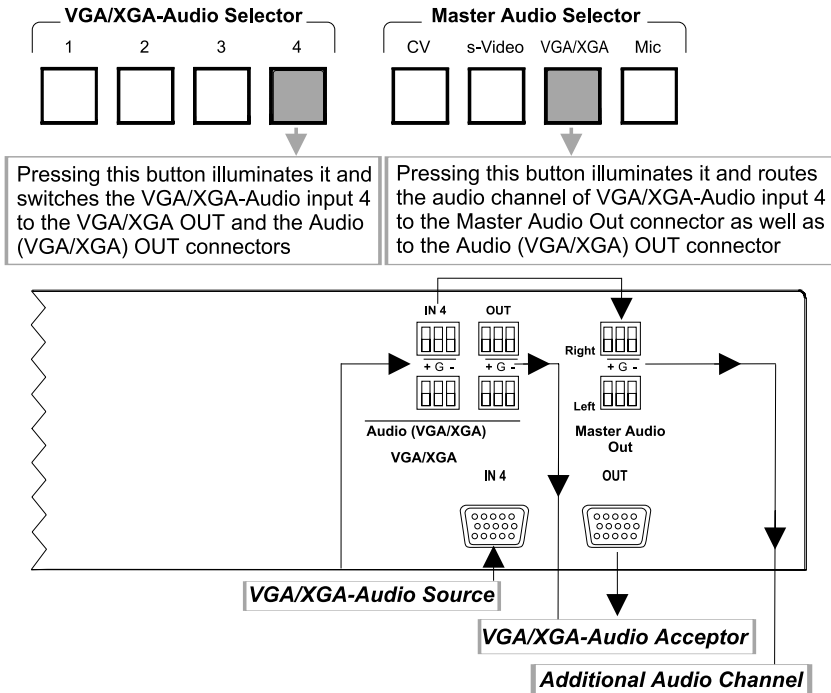 VGA/XGA-Audio Selector
Master Audio Selector
1 2 3 4
CV s-Video VGA/XGA Mic
Pressing this button illuminates it and
switches the VGA/XGA-Audio input 4
to the VGA/XGA OUT and the Audio
(VGA/XGA) OUT connectors
Pressing this button illuminates it and routes
the audio channel of VGA/XGA-Audio input 4
to the Master Audio Out connector as well as
to the Audio (VGA/XGA) OUT connector
IN 4 OUT
Right
+ G - + G - + G -
Left
Audio (VGA/XGA)
Master Audio
Out
VGA/XGA
IN 4 OUT
VGA/XGA-Audio Source
VGA/XGA-Audio Acceptor
Additional Audio Channel